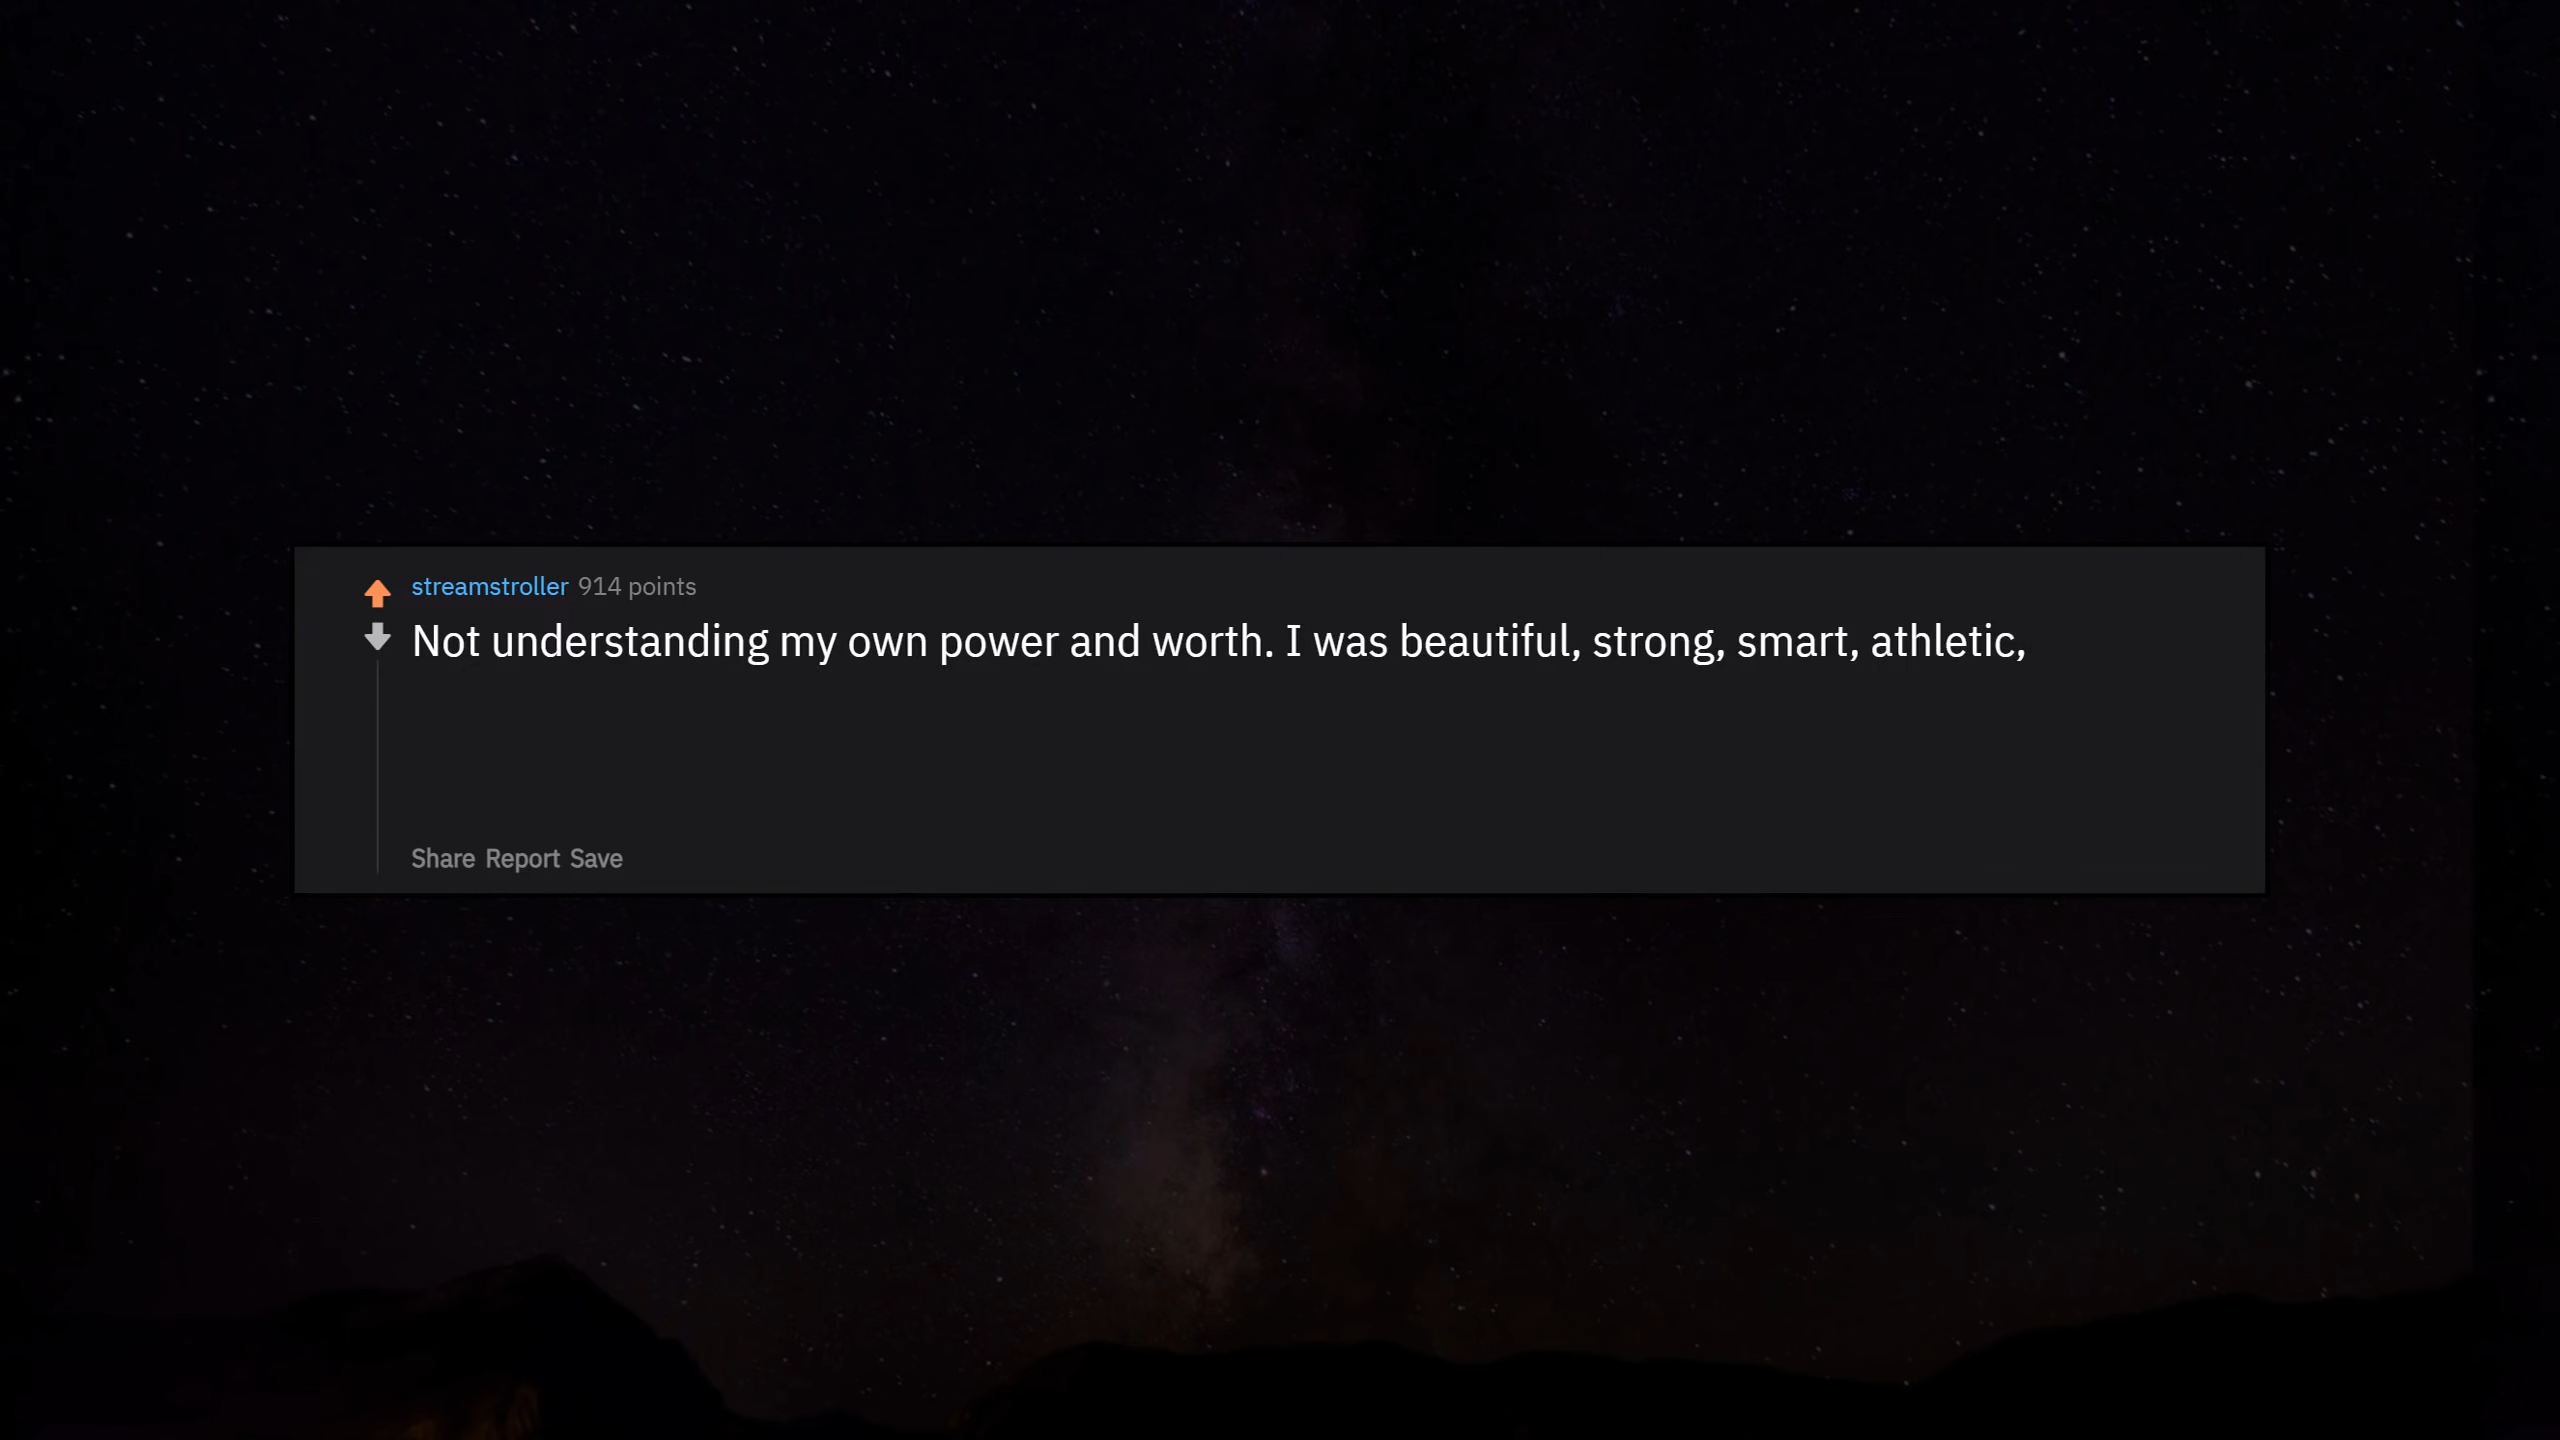 streamstroller 914 points
Not understanding my own power and worth. I was beautiful, strong, smart, athletic,
Share Report Save